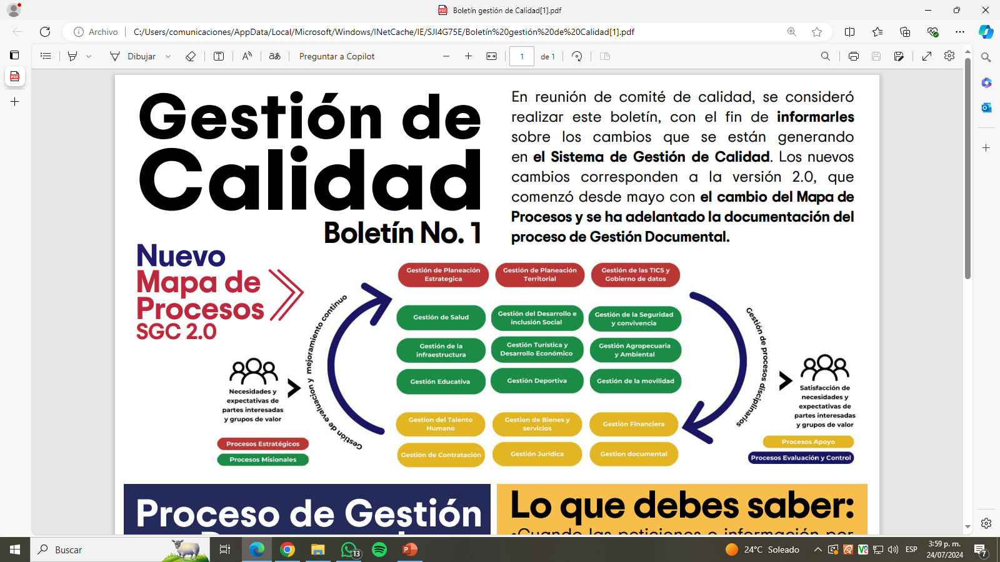 Boletín gestión de Calidad[1].pdf
Archivo
C:/Users/comunicaciones/AppData/Local/Microsoft/Windows/INetCache/IE/SJI4G75E/Boletín%20gestión%20de%20Calidad[1].pdf
Dibujar
Preguntar a Copilot
1
de 1
Gestión de
Calidad
Boletín No. 1
En reunión de comité de calidad, se consideró
realizar este boletín, con el fin de informarles
sobre los cambios que se están generando
en el Sistema de Gestión de Calidad. Los nuevos
cambios corresponden a la versión 2.0, que
comenzó desde mayo con el cambio del Mapa de
Procesos y se ha adelantado la documentación del
proceso de Gestión Documental.
Nuevo
Mapa de
Procesos
SGC 2.0
Necesidades y
expectativas de
partes interesadas
y grupos de valor
Gestión de evaluacion y mejoramiento continuo
Gestión de Planeación
Estrategica
Gestión de Planeación
Territorial
Gestión de las TICS y
Gobierno de datos
Gestión de Salud
Gestión del Desarrollo e
inclusión Social
Gestión de la Seguridad
y convivencia
Gestión de la
infraestructura
Gestión Turística y
Desarrollo Económico
Gestión Agropecuaria
y Ambiental
Gestión Educativa
Gestión Deportiva
Gestión de la movilidad
Gestion del Talento
Humano
Gestion de Bienes y
servicios
Gestión Financiera
Gestión de Contratación
Gestión Jurídica
Gestion documental
Gestión de procesos disciplinarios
Satisfacción de
necesidades y
expectativas de
partes interesadas
y grupos de valor
Procesos Estratégicos
Procesos Misionales
Procesos Apoyo
Procesos Evaluación y Control
Proceso de Gestión
Lo que debes saber:
•Cuando las peticiones o información por
Buscar
13
24°C Soleado
ESP
3:59 p. m.
24/07/2024
7